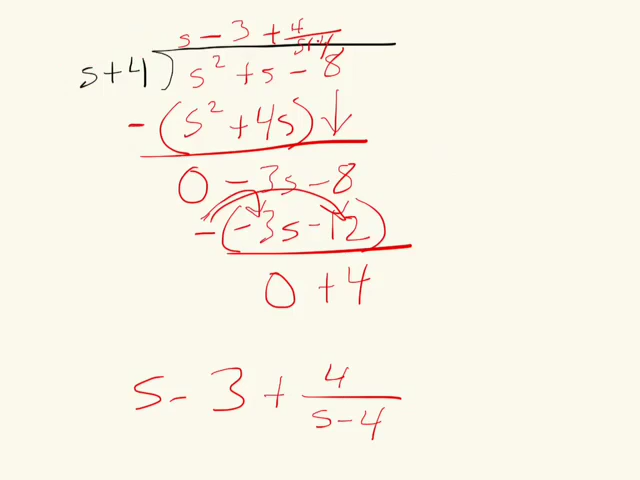 s - 3 + 4/(s+4)
s+4 ) s² + s - 8
- (s² + 4s) ↓
0 - 3s - 8
- (-3s - 12)
0 + 4
s - 3 + 4/(s-4)